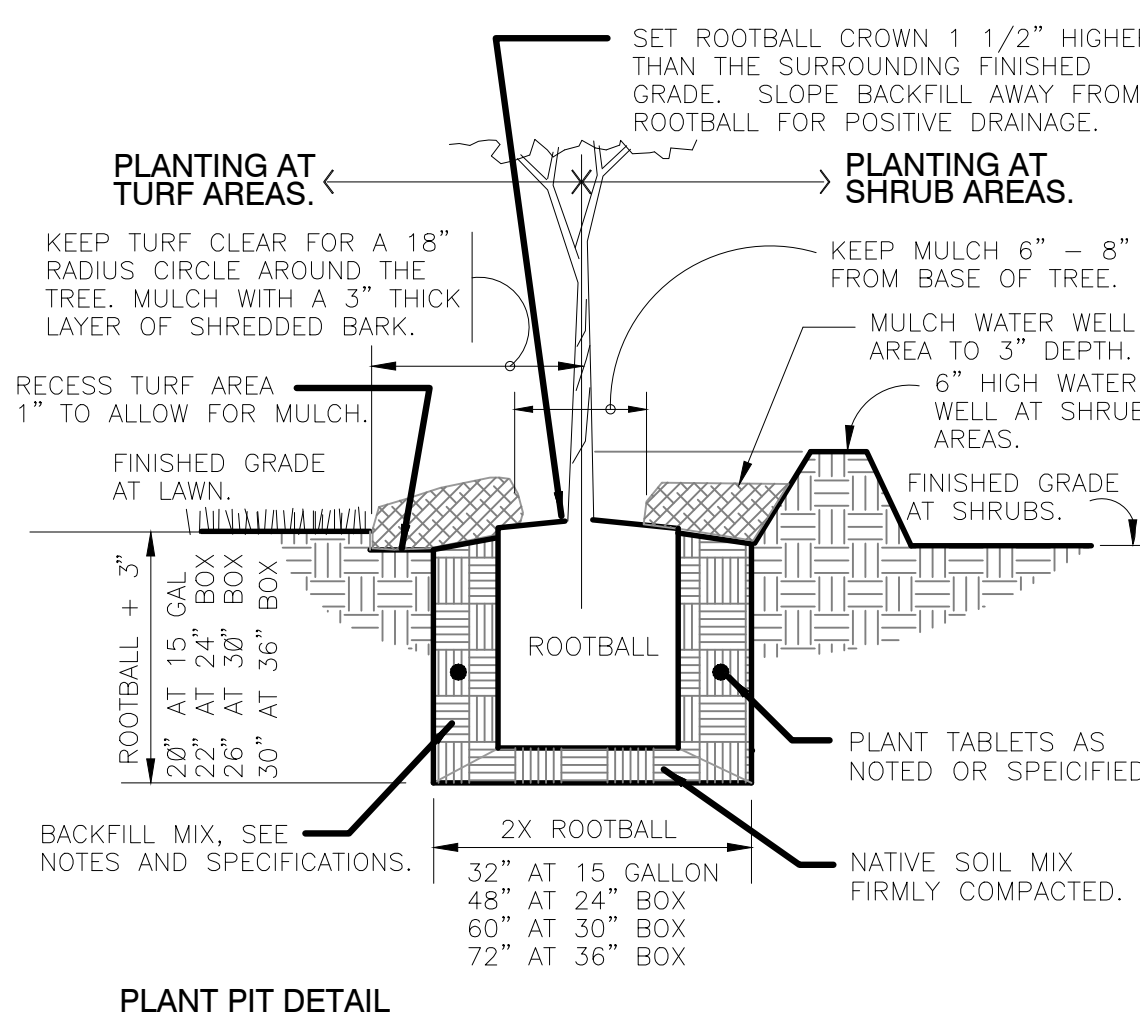 SET ROOTBALL CROWN 1 1/2” HIGHER
THAN THE SURROUNDING FINISHED
GRADE. SLOPE BACKFILL AWAY FROM
ROOTBALL FOR POSITIVE DRAINAGE.
PLANTING AT
TURF AREAS.
PLANTING AT
SHRUB AREAS.
KEEP TURF CLEAR FOR A 18”
RADIUS CIRCLE AROUND THE
TREE. MULCH WITH A 3” THICK
LAYER OF SHREDDED BARK.
KEEP MULCH 6” – 8”
FROM BASE OF TREE.
MULCH WATER WELL
AREA TO 3” DEPTH.
RECESS TURF AREA
1” TO ALLOW FOR MULCH.
6” HIGH WATER
WELL AT SHRUB
AREAS.
FINISHED GRADE
AT LAWN.
FINISHED GRADE
AT SHRUBS.
ROOTBALL + 3”
20” AT 15 GAL
22” AT 24” BOX
26” AT 30” BOX
30” AT 36” BOX
ROOTBALL
PLANT TABLETS AS
NOTED OR SPEICIFIED
BACKFILL MIX, SEE
NOTES AND SPECIFICATIONS.
2X ROOTBALL
32” AT 15 GALLON
48” AT 24” BOX
60” AT 30” BOX
72” AT 36” BOX
NATIVE SOIL MIX
FIRMLY COMPACTED.
PLANT PIT DETAIL